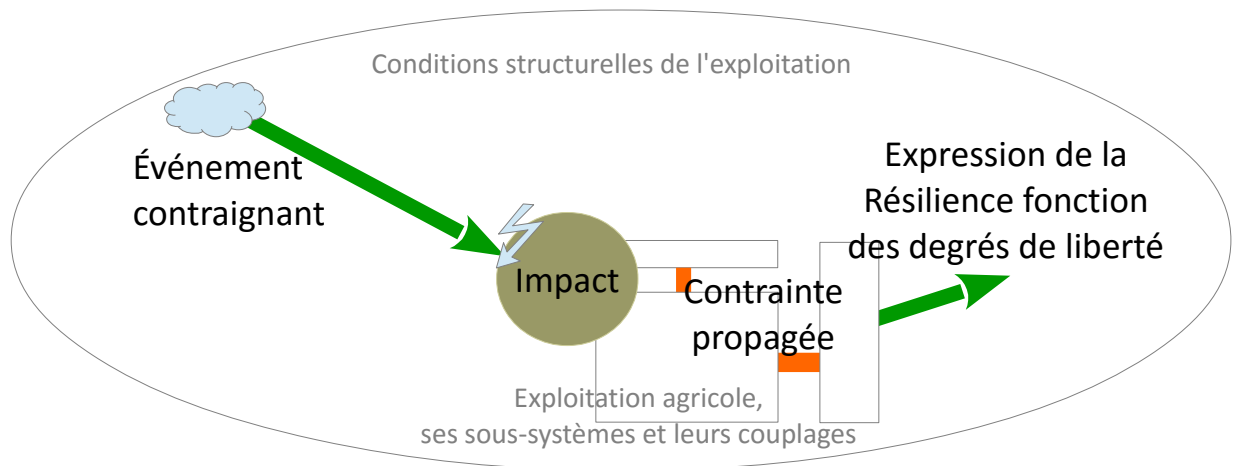 Conditions structurelles de l'exploitation
Événement
contraignant
Expression de la
Résilience fonction
des degrés de liberté
Impact
Contrainte
propagée
Exploitation agricole,
ses sous-systèmes et leurs couplages